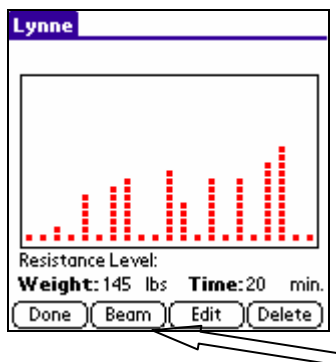 Lynne
Resistance Level:
Weight: 145 lbs Time: 20 min.
Done Beam Edit Delete